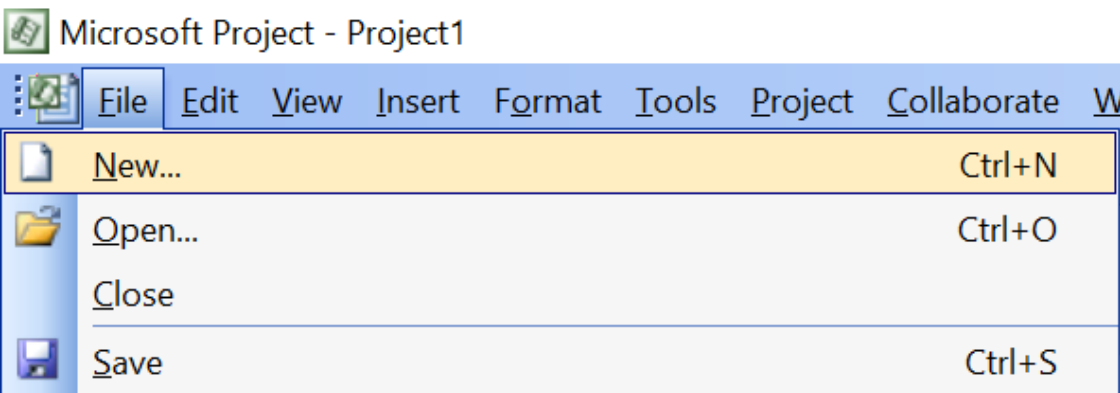 Microsoft Project - Project1
File Edit View Insert Format Tools Project Collaborate W
New... Ctrl+N
Open... Ctrl+O
Close
Save Ctrl+S